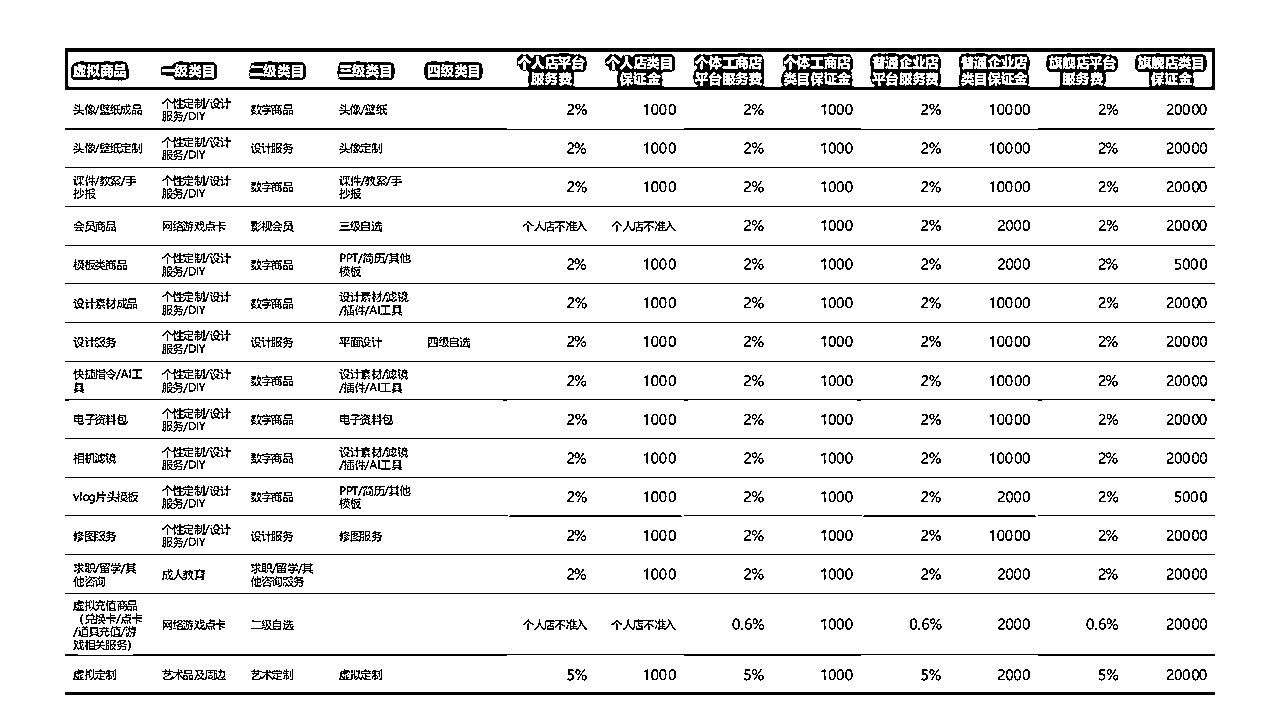 虚拟商品 一级类目 二级类目 三级类目 四级类目 个人店平台服务费 个人店类目保证金 个体工商店平台服务费 个体工商店类目保证金 普通企业店平台服务费 普通企业店类目保证金 旗舰店平台服务费 旗舰店类目保证金
头像/壁纸成品 个性定制/设计服务/DIY 数字商品 头像/壁纸 2% 1000 2% 1000 2% 10000 2% 20000
头像/壁纸定制 个性定制/设计服务/DIY 设计服务 头像定制 2% 1000 2% 1000 2% 10000 2% 20000
课件/教案/手抄报 个性定制/设计服务/DIY 数字商品 课件/教案/手抄报 2% 1000 2% 1000 2% 10000 2% 20000
会员商品 网络游戏点卡 影视会员 三级自选 个人店不准入 个人店不准入 2% 1000 2% 2000 2% 20000
模板类商品 个性定制/设计服务/DIY 数字商品 PPT/简历/其他模板 2% 1000 2% 1000 2% 2000 2% 5000
设计素材成品 个性定制/设计服务/DIY 数字商品 设计素材/滤镜/插件/AI工具 2% 1000 2% 1000 2% 10000 2% 20000
设计服务 个性定制/设计服务/DIY 设计服务 平面设计 四级自选 2% 1000 2% 1000 2% 10000 2% 20000
快捷指令/AI工具 个性定制/设计服务/DIY 数字商品 设计素材/滤镜/插件/AI工具 2% 1000 2% 1000 2% 10000 2% 20000
电子资料包 个性定制/设计服务/DIY 数字商品 电子资料包 2% 1000 2% 1000 2% 10000 2% 20000
相机滤镜 个性定制/设计服务/DIY 数字商品 设计素材/滤镜/插件/AI工具 2% 1000 2% 1000 2% 10000 2% 20000
vlog片头模板 个性定制/设计服务/DIY 数字商品 PPT/简历/其他模板 2% 1000 2% 1000 2% 2000 2% 5000
修图服务 个性定制/设计服务/DIY 设计服务 修图服务 2% 1000 2% 1000 2% 10000 2% 20000
求职/留学/其他咨询 成人教育 求职/留学/其他咨询服务 2% 1000 2% 1000 2% 2000 2% 20000
虚拟充值商品（兑换卡/点卡/道具充值/游戏相关服务） 网络游戏点卡 二级自选 个人店不准入 个人店不准入 0.6% 1000 0.6% 2000 0.6% 20000
虚拟定制 艺术品及周边 艺术定制 虚拟定制 5% 1000 5% 1000 5% 2000 5% 20000